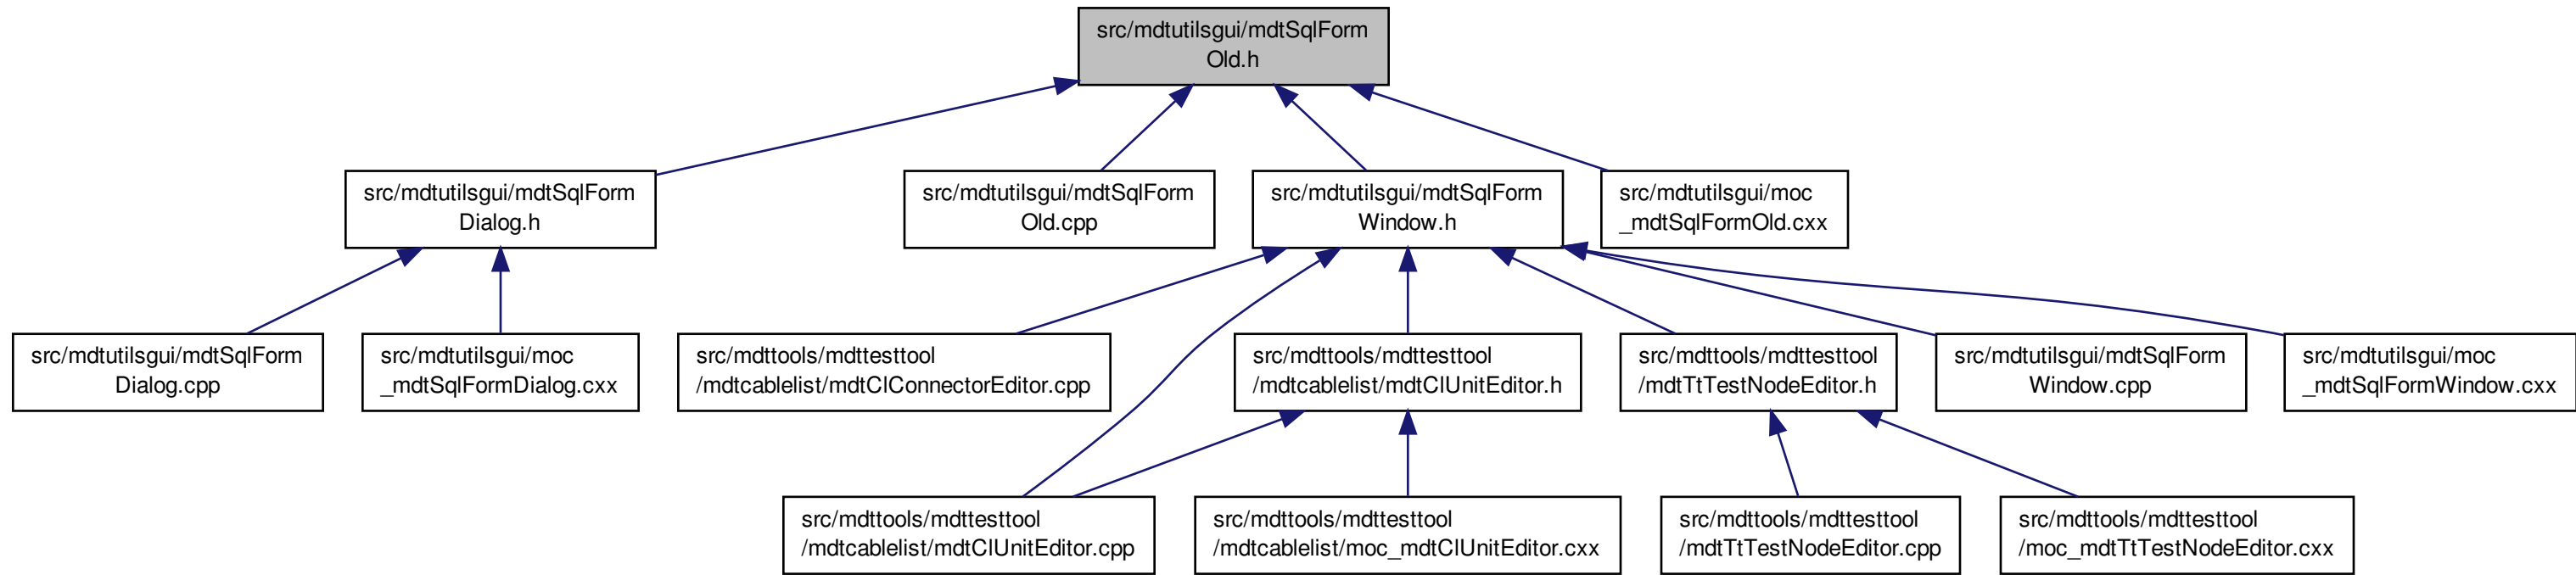 src/mdtutilsgui/mdtSqlForm
Old.h
src/mdtutilsgui/mdtSqlForm
Dialog.h
src/mdtutilsgui/mdtSqlForm
Old.cpp
src/mdtutilsgui/mdtSqlForm
Window.h
src/mdtutilsgui/moc
_mdtSqlFormOld.cxx
src/mdtutilsgui/mdtSqlForm
Dialog.cpp
src/mdtutilsgui/moc
_mdtSqlFormDialog.cxx
src/mdttools/mdttesttool
/mdtcablelist/mdtClConnectorEditor.cpp
src/mdttools/mdttesttool
/mdtcablelist/mdtClUnitEditor.h
src/mdttools/mdttesttool
/mdtTtTestNodeEditor.h
src/mdtutilsgui/mdtSqlForm
Window.cpp
src/mdtutilsgui/moc
_mdtSqlFormWindow.cxx
src/mdttools/mdttesttool
/mdtcablelist/mdtClUnitEditor.cpp
src/mdttools/mdttesttool
/mdtcablelist/moc_mdtClUnitEditor.cxx
src/mdttools/mdttesttool
/mdtTtTestNodeEditor.cpp
src/mdttools/mdttesttool
/moc_mdtTtTestNodeEditor.cxx